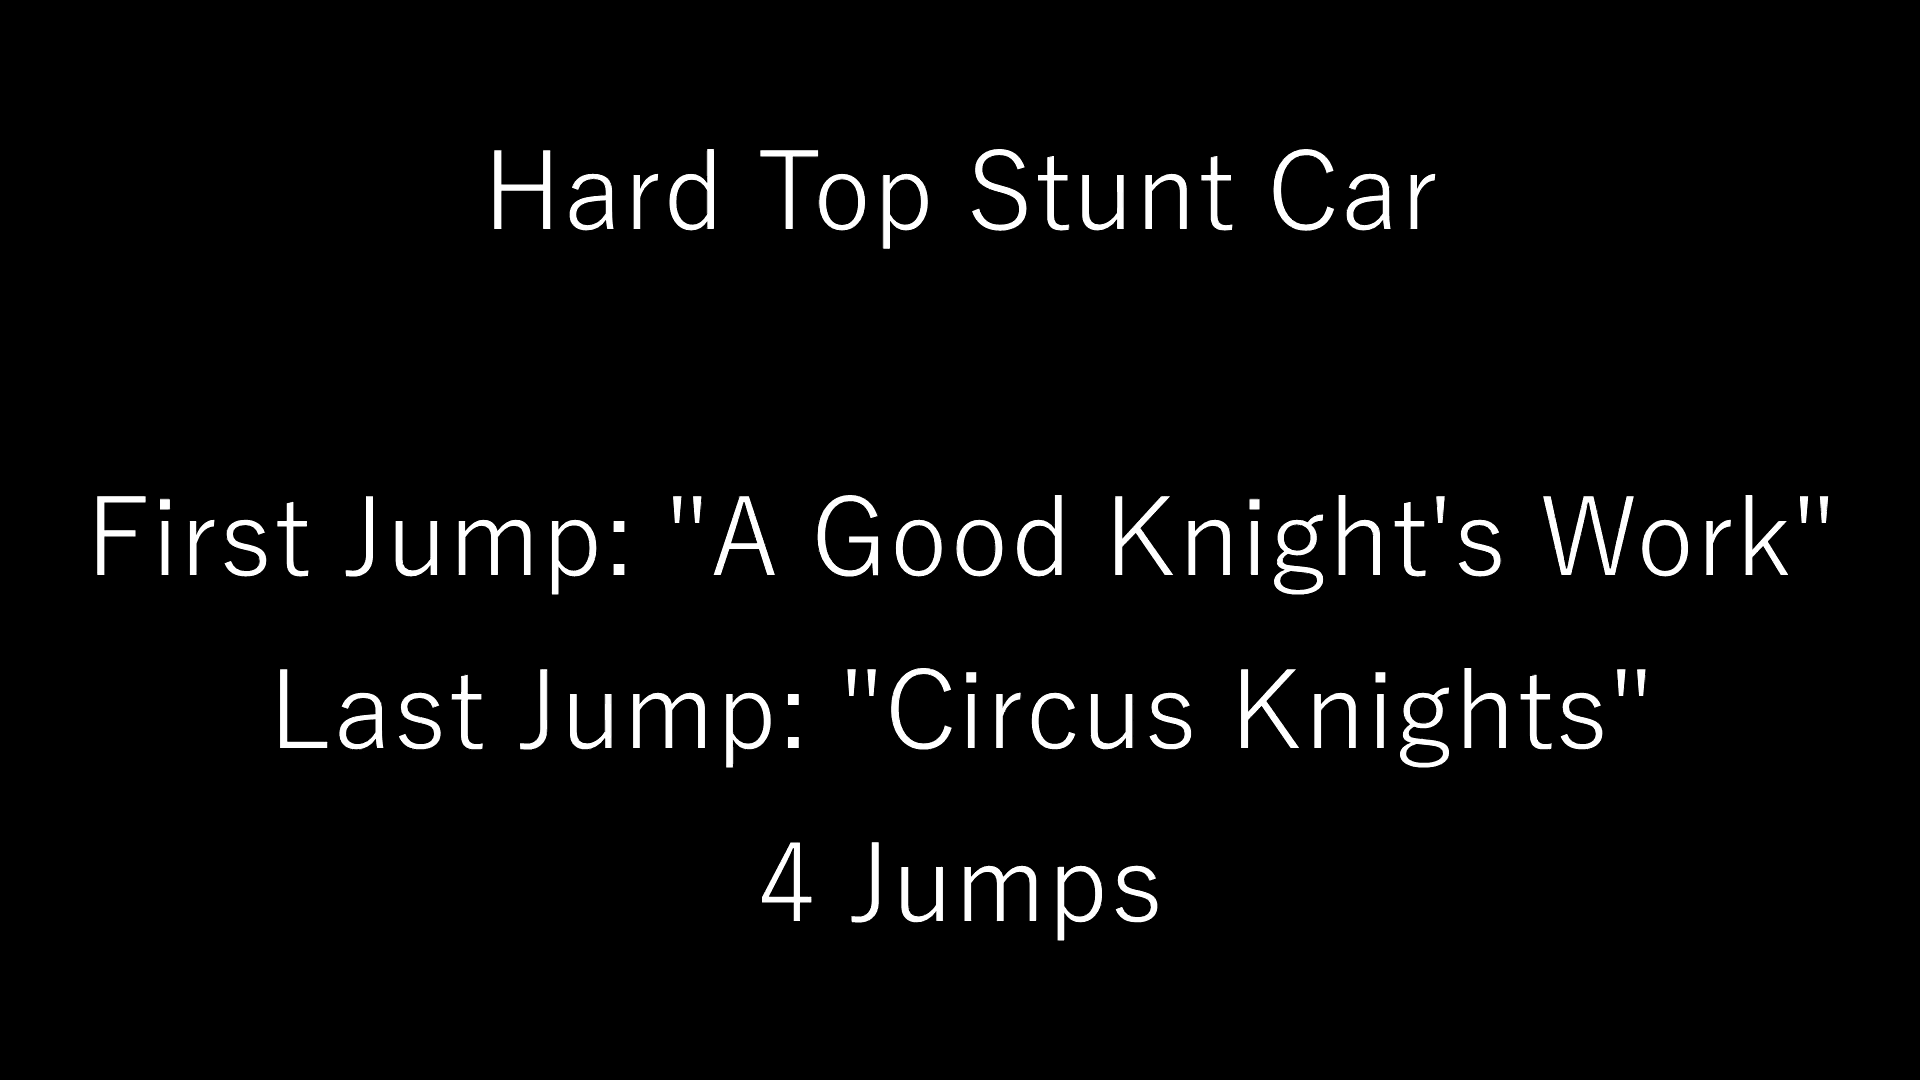 Hard Top Stunt Car
First Jump: "A Good Knight's Work"
Last Jump: "Circus Knights"
4 Jumps